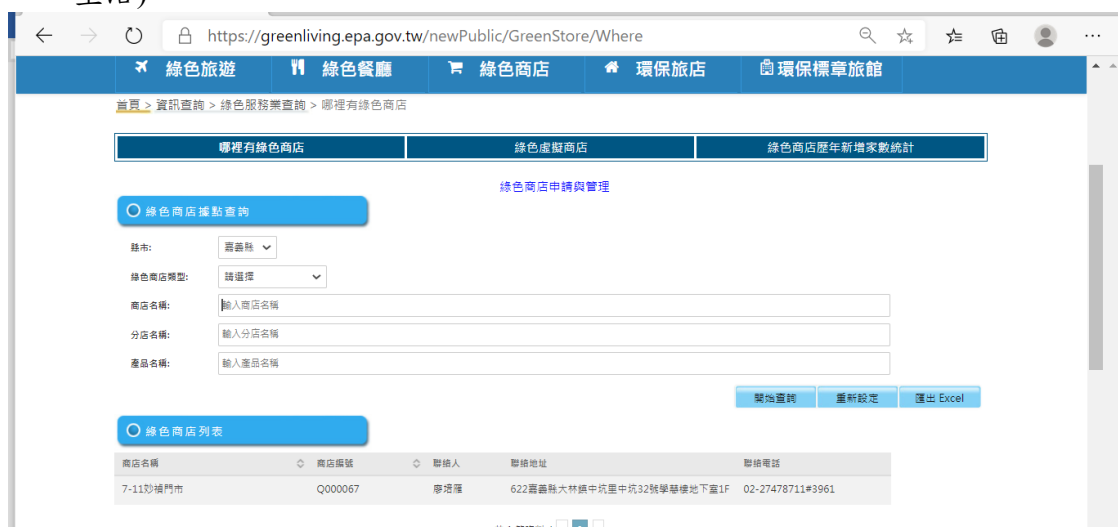 https://greenliving.epa.gov.tw/newPublic/GreenStore/Where
綠色旅遊 綠色餐廳 綠色商店 環保旅店 環保標章旅館
首頁 > 資訊查詢 > 綠色服務業查詢 > 哪裡有綠色商店
哪裡有綠色商店 綠色虛擬商店 綠色商店歷年新增家數統計
綠色商店申請與管理
綠色商店據點查詢
縣市: 嘉義縣
綠色商店類型: 請選擇
商店名稱: 輸入商店名稱
分店名稱: 輸入分店名稱
產品名稱: 輸入產品名稱
開始查詢 重新設定 匯出 Excel
綠色商店列表
商店名稱 商店編號 聯絡人 聯絡地址 聯絡電話
7-11妙禎門市 Q000067 廖堉雁 622嘉義縣大林鎮中坑里中坑32號學慧樓地下室1F 02-27478711#3961